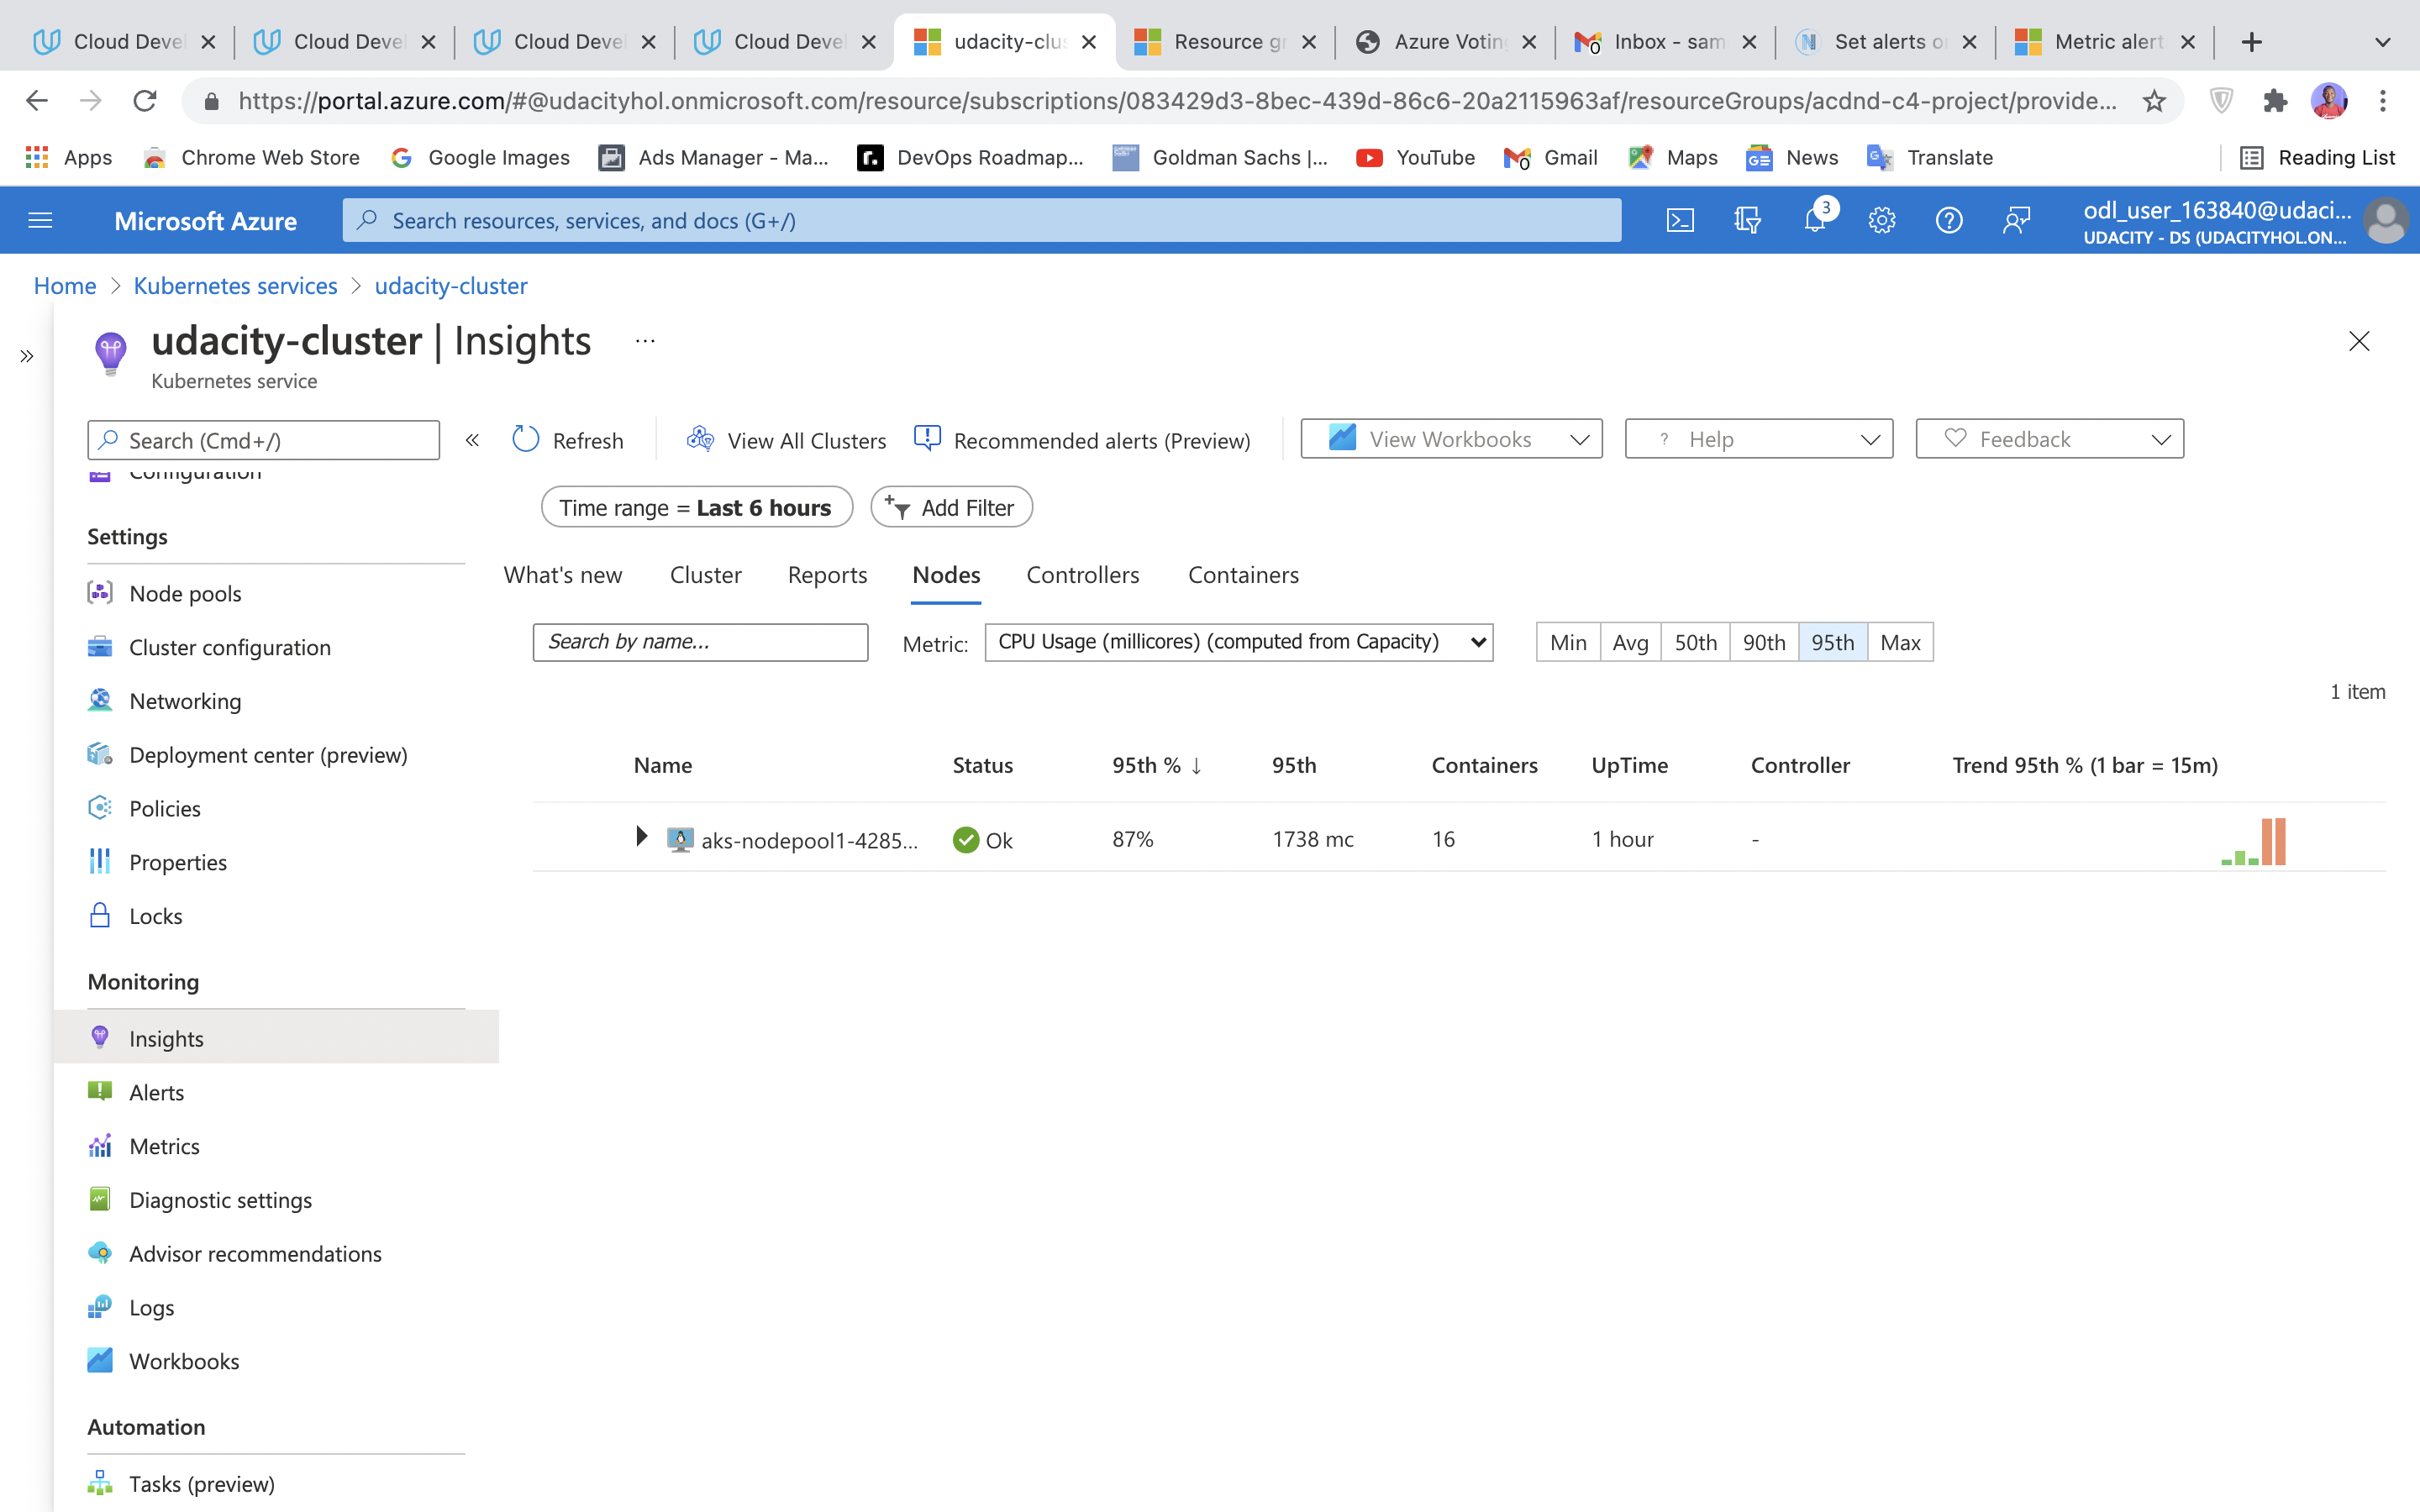 Cloud Deve
Cloud Deve
Cloud Deve
Cloud Deve
udacity-clus
Resource gr
Azure Voting
Inbox - sam
Set alerts o
Metric alert
https://portal.azure.com/#@udacityhol.onmicrosoft.com/resource/subscriptions/083429d3-8bec-439d-86c6-20a2115963af/resourceGroups/acdnd-c4-project/provide...
Apps
Chrome Web Store
Google Images
Ads Manager - Ma...
DevOps Roadmap...
Goldman Sachs |...
YouTube
Gmail
Maps
News
Translate
Reading List
Microsoft Azure
Search resources, services, and docs (G+/)
3
odl_user_163840@udaci...
UDACITY - DS (UDACITYHOL.ON...
Home > Kubernetes services > udacity-cluster
udacity-cluster | Insights ...
Kubernetes service
Search (Cmd+/)
Refresh
View All Clusters
Recommended alerts (Preview)
View Workbooks
? Help
Feedback
Configuration
Time range = Last 6 hours
Add Filter
Settings
Node pools
Cluster configuration
Networking
Deployment center (preview)
Policies
Properties
Locks
Monitoring
Insights
Alerts
Metrics
Diagnostic settings
Advisor recommendations
Logs
Workbooks
Automation
Tasks (preview)
What's new
Cluster
Reports
Nodes
Controllers
Containers
Search by name...
Metric:
CPU Usage (millicores) (computed from Capacity)
Min Avg 50th 90th 95th Max
1 item
Name Status 95th % ↓ 95th Containers UpTime Controller Trend 95th % (1 bar = 15m)
aks-nodepool1-4285... Ok 87% 1738 mc 16 1 hour -